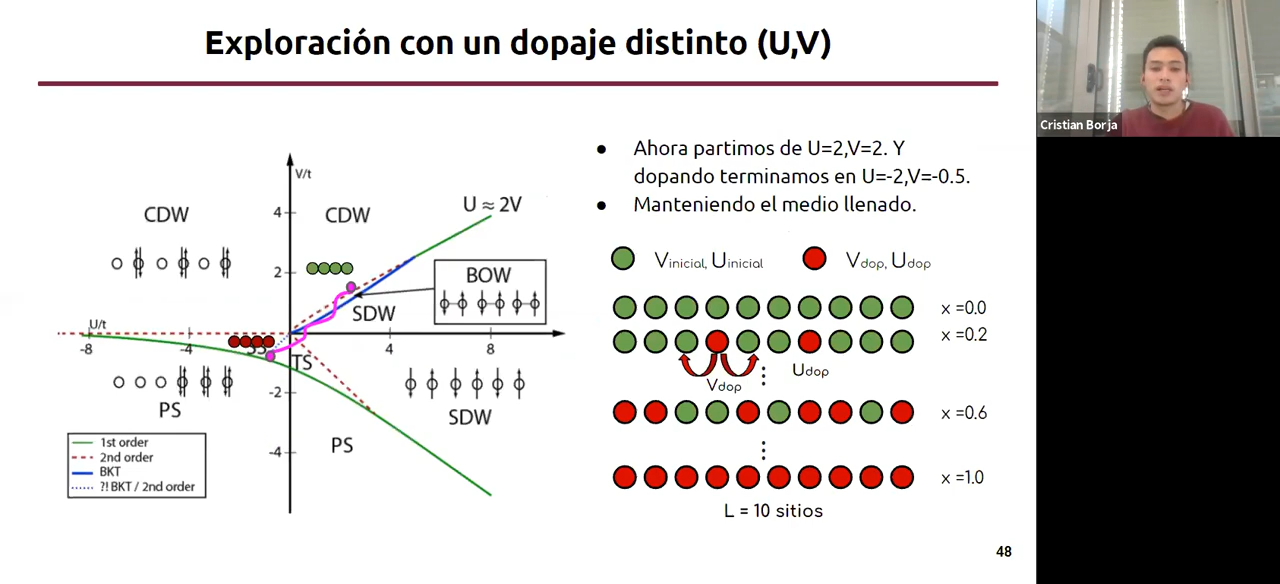 Exploración con un dopaje distinto (U,V)
Cristian Borja
V/t
CDW
CDW
U ≈ 2V
4
2
BOW
SDW
U/t
-8
-4
4
8
TS
-2
PS
SDW
PS
-4
1st order
2nd order
BKT
?! BKT / 2nd order
● Ahora partimos de U=2,V=2. Y
dopando terminamos en U=-2,V=-0.5.
● Manteniendo el medio llenado.
Vinicial, Uinicial
Vdop, Udop
x =0.0
x =0.2
Vdop
Udop
x =0.6
x =1.0
L = 10 sitios
48